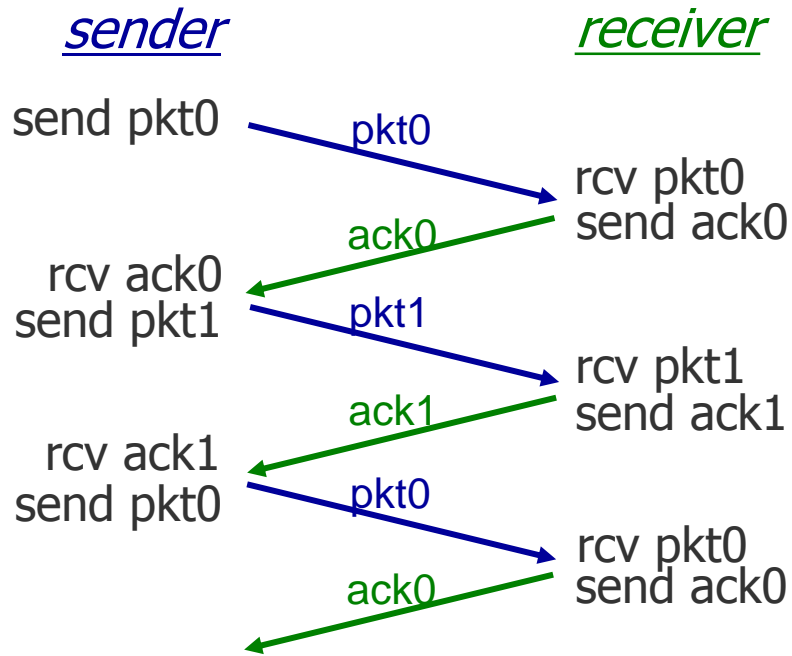 sender
receiver
send pkt0
pkt0
rcv pkt0
send ack0
ack0
rcv ack0
send pkt1
pkt1
rcv pkt1
send ack1
ack1
rcv ack1
send pkt0
pkt0
rcv pkt0
send ack0
ack0